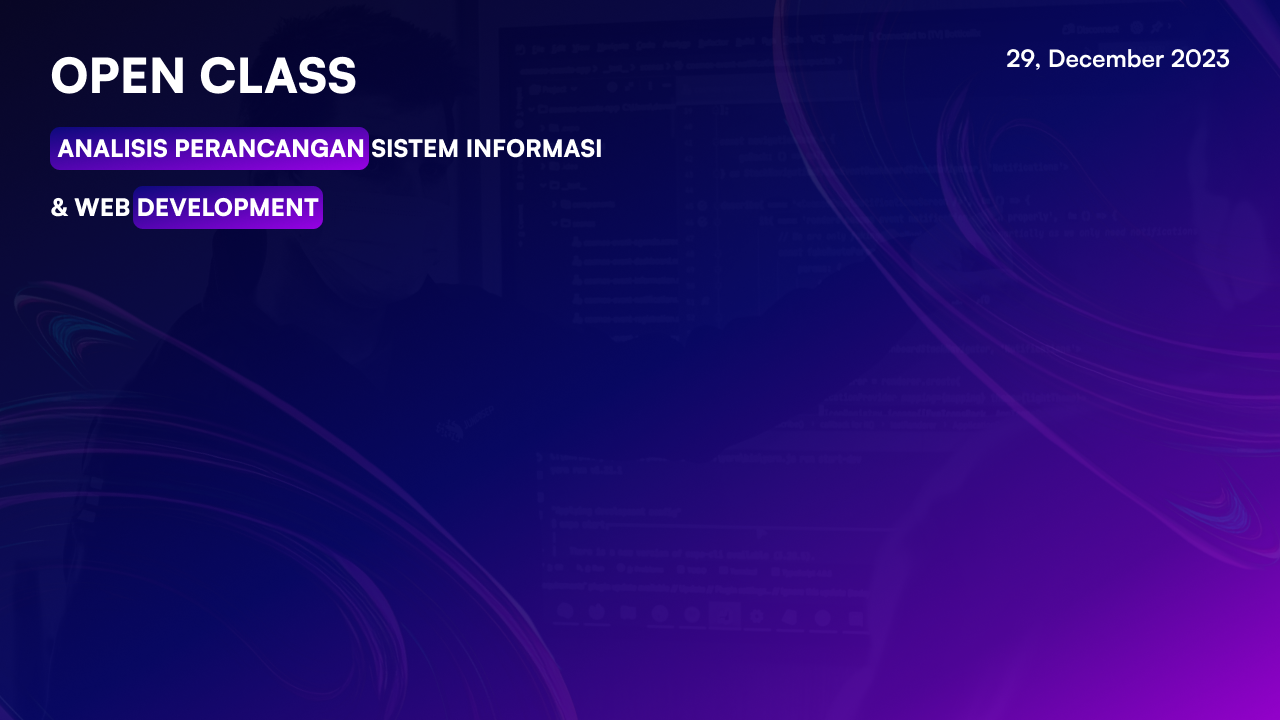 OPEN CLASS
29, December 2023
ANALISIS PERANCANGAN SISTEM INFORMASI
& WEB DEVELOPMENT